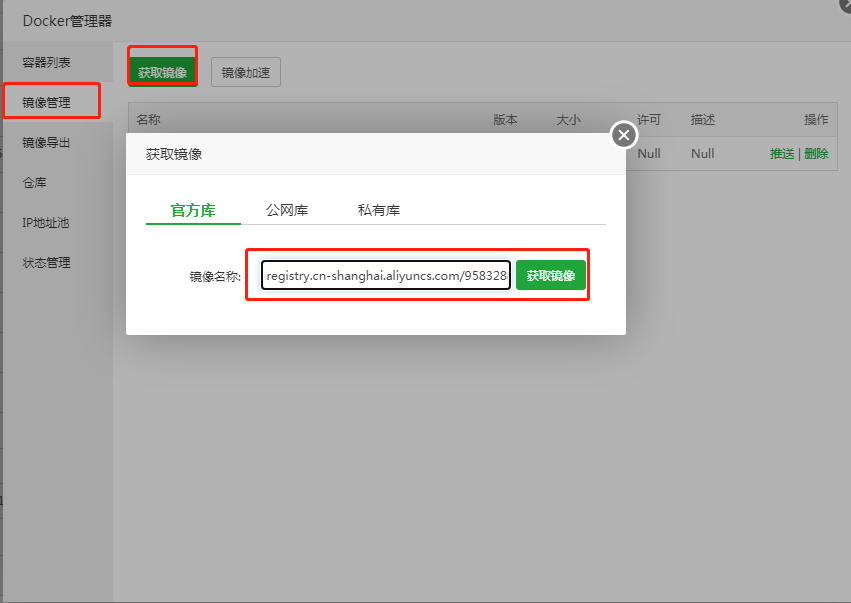 Docker管理器
容器列表
镜像管理
镜像导出
仓库
IP地址池
状态管理
获取镜像 镜像加速
名称 版本 大小 许可 描述 操作
Null Null 推送 | 删除
获取镜像
官方库 公网库 私有库
镜像名称: registry.cn-shanghai.aliyuncs.com/958328 获取镜像